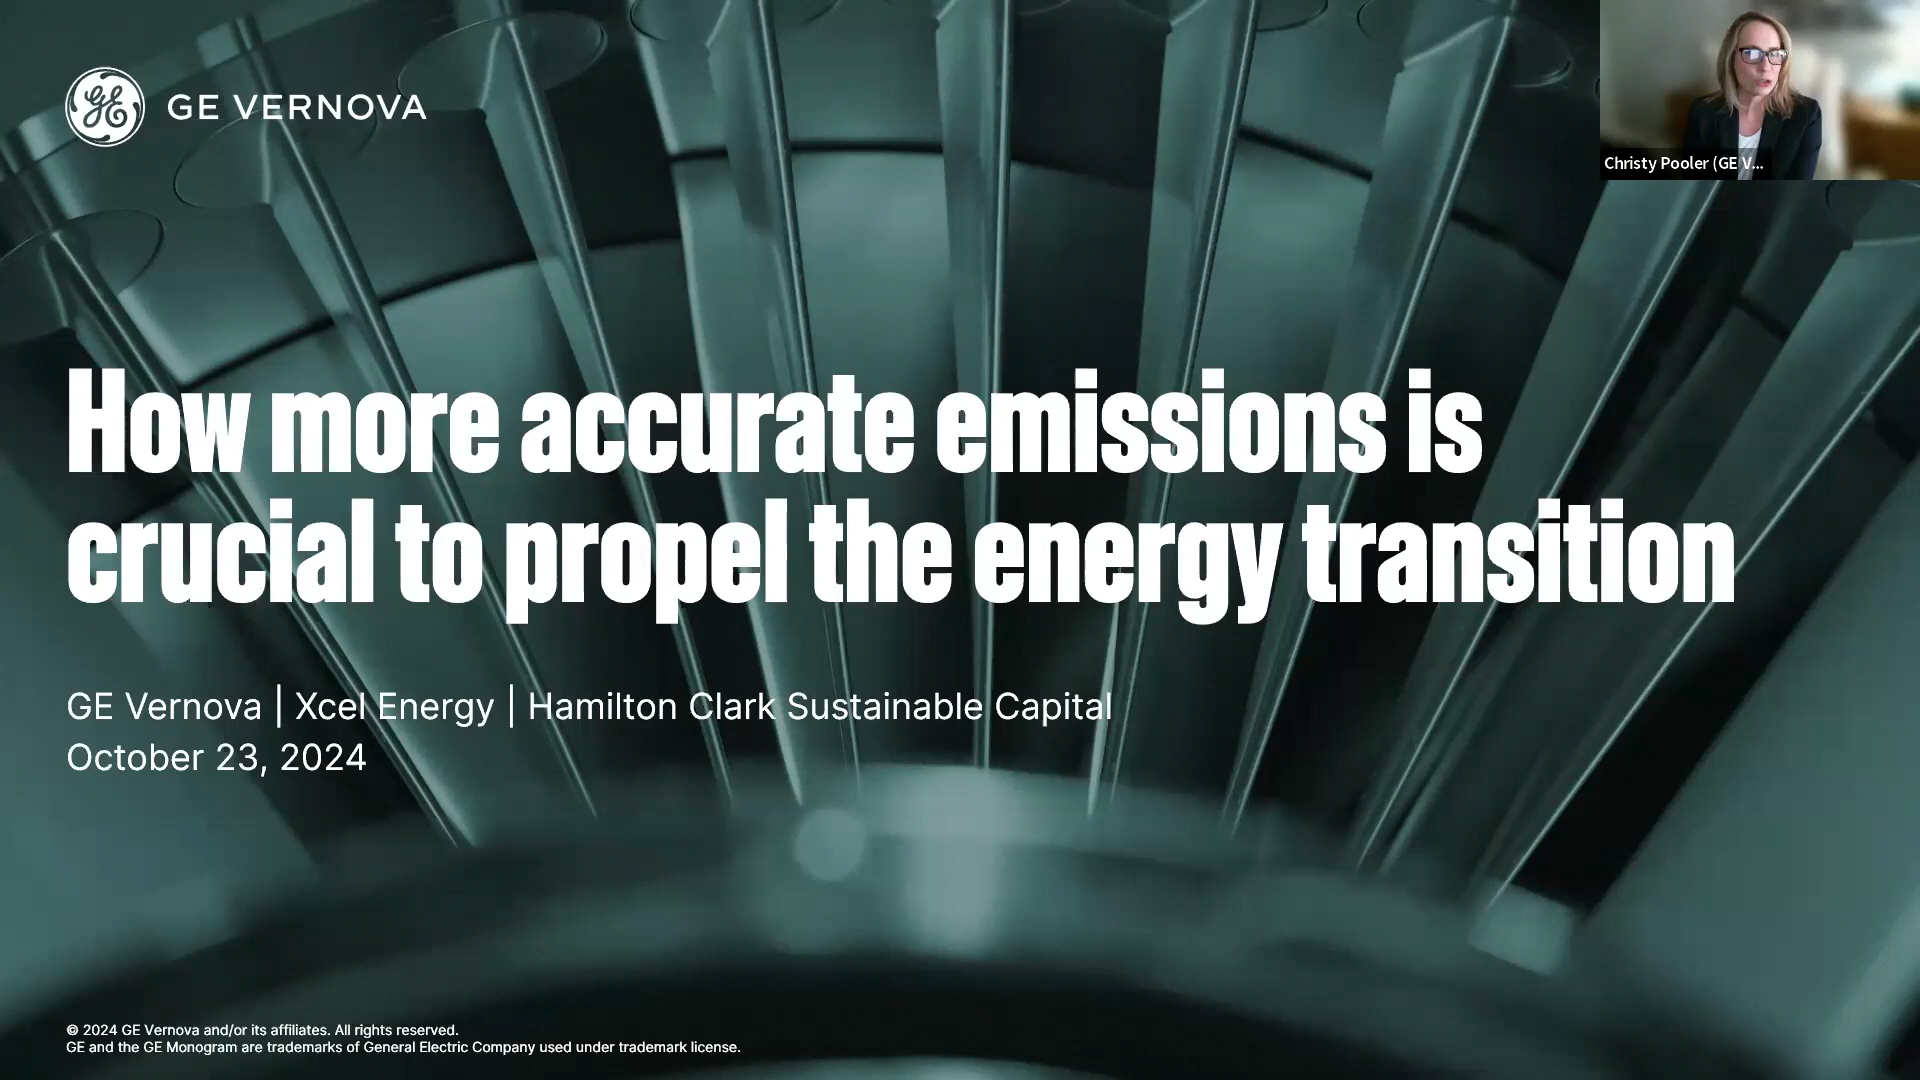 GE VERNOVA
Christy Pooler (GE V...
How more accurate emissions is
crucial to propel the energy transition
GE Vernova | Xcel Energy | Hamilton Clark Sustainable Capital
October 23, 2024
© 2024 GE Vernova and/or its affiliates. All rights reserved.
GE and the GE Monogram are trademarks of General Electric Company used under trademark license.